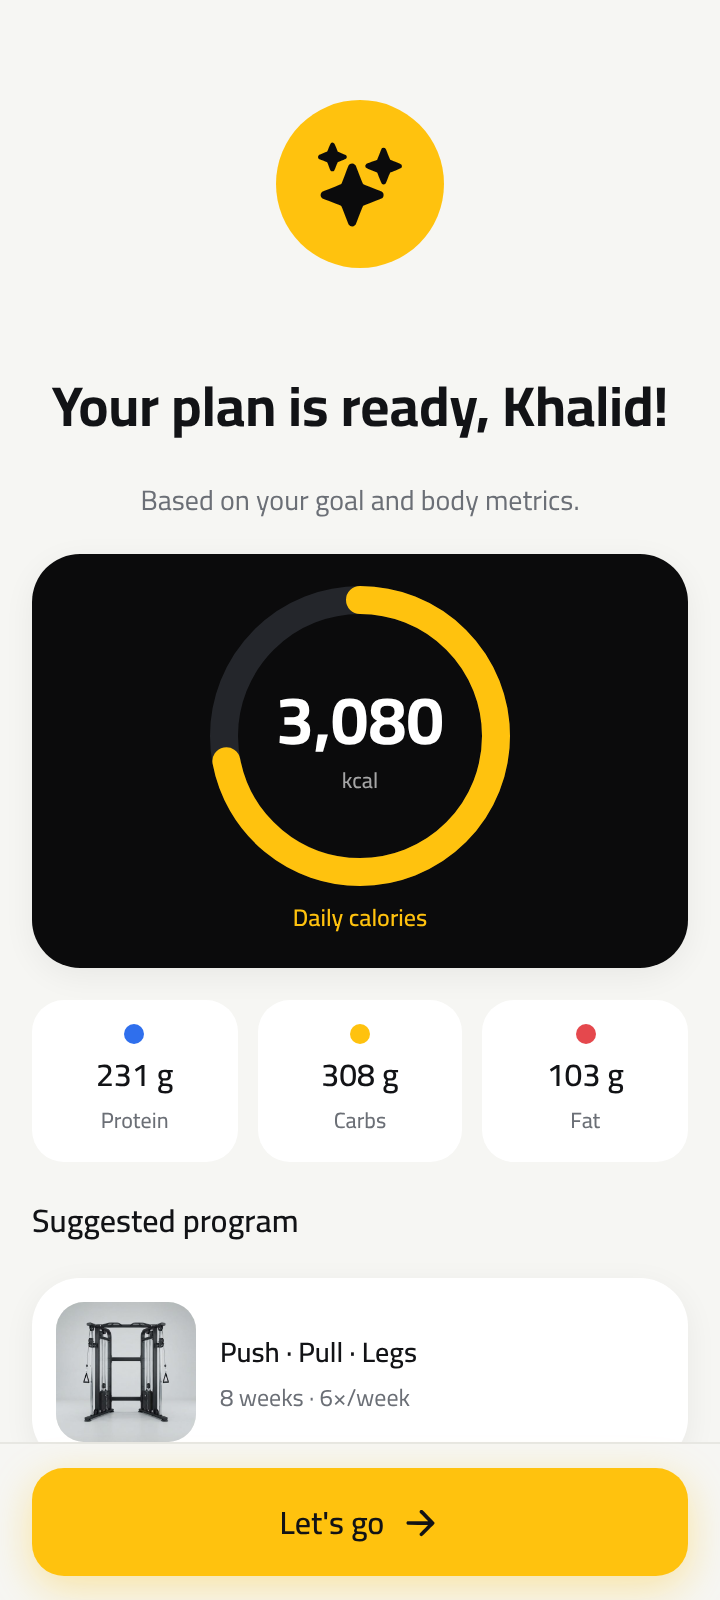 Your plan is ready, Khalid!
Based on your goal and body metrics.
3,080
kcal
Daily calories
231 g
Protein
308 g
Carbs
103 g
Fat
Suggested program
Push · Pull · Legs
8 weeks · 6×/week
Let's go